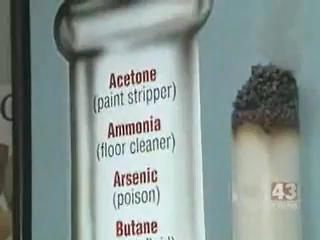 Acetone
(paint stripper)
Ammonia
(floor cleaner)
Arsenic
(poison)
Butane
43